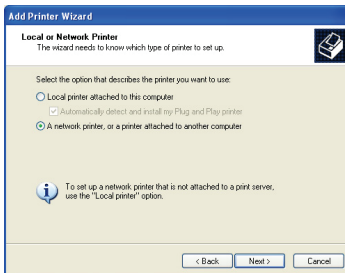 Add Printer Wizard
Local or Network Printer
The wizard needs to know which type of printer to set up.
Select the option that describes the printer you want to use:
Local printer attached to this computer
Automatically detect and install my Plug and Play printer
A network printer, or a printer attached to another computer
To set up a network printer that is not attached to a print server,
use the "Local printer" option.
< Back Next > Cancel